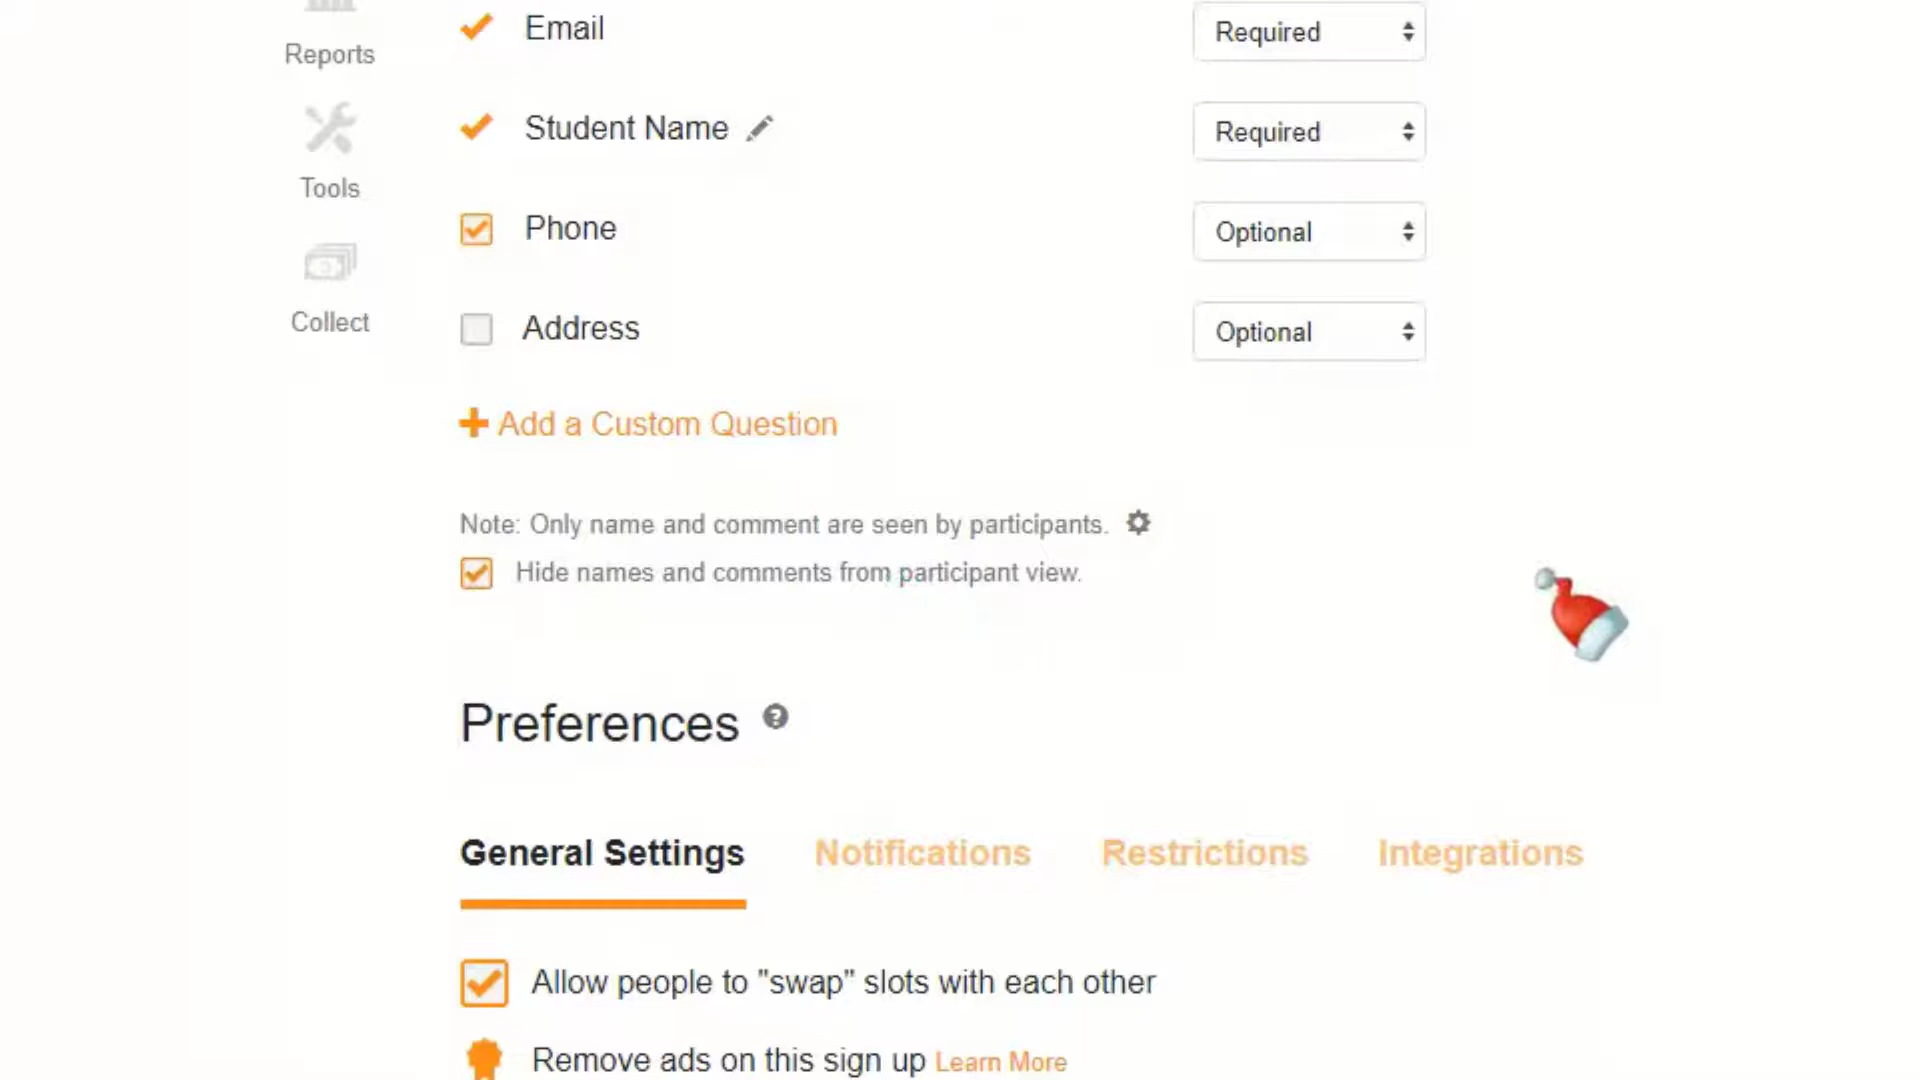 Reports
Tools
Collect
Email
Required
Student Name
Required
Phone
Optional
Address
Optional
Add a Custom Question
Note: Only name and comment are seen by participants.
Hide names and comments from participant view.
Preferences ?
General Settings
Notifications
Restrictions
Integrations
Allow people to "swap" slots with each other
Remove ads on this sign up Learn More